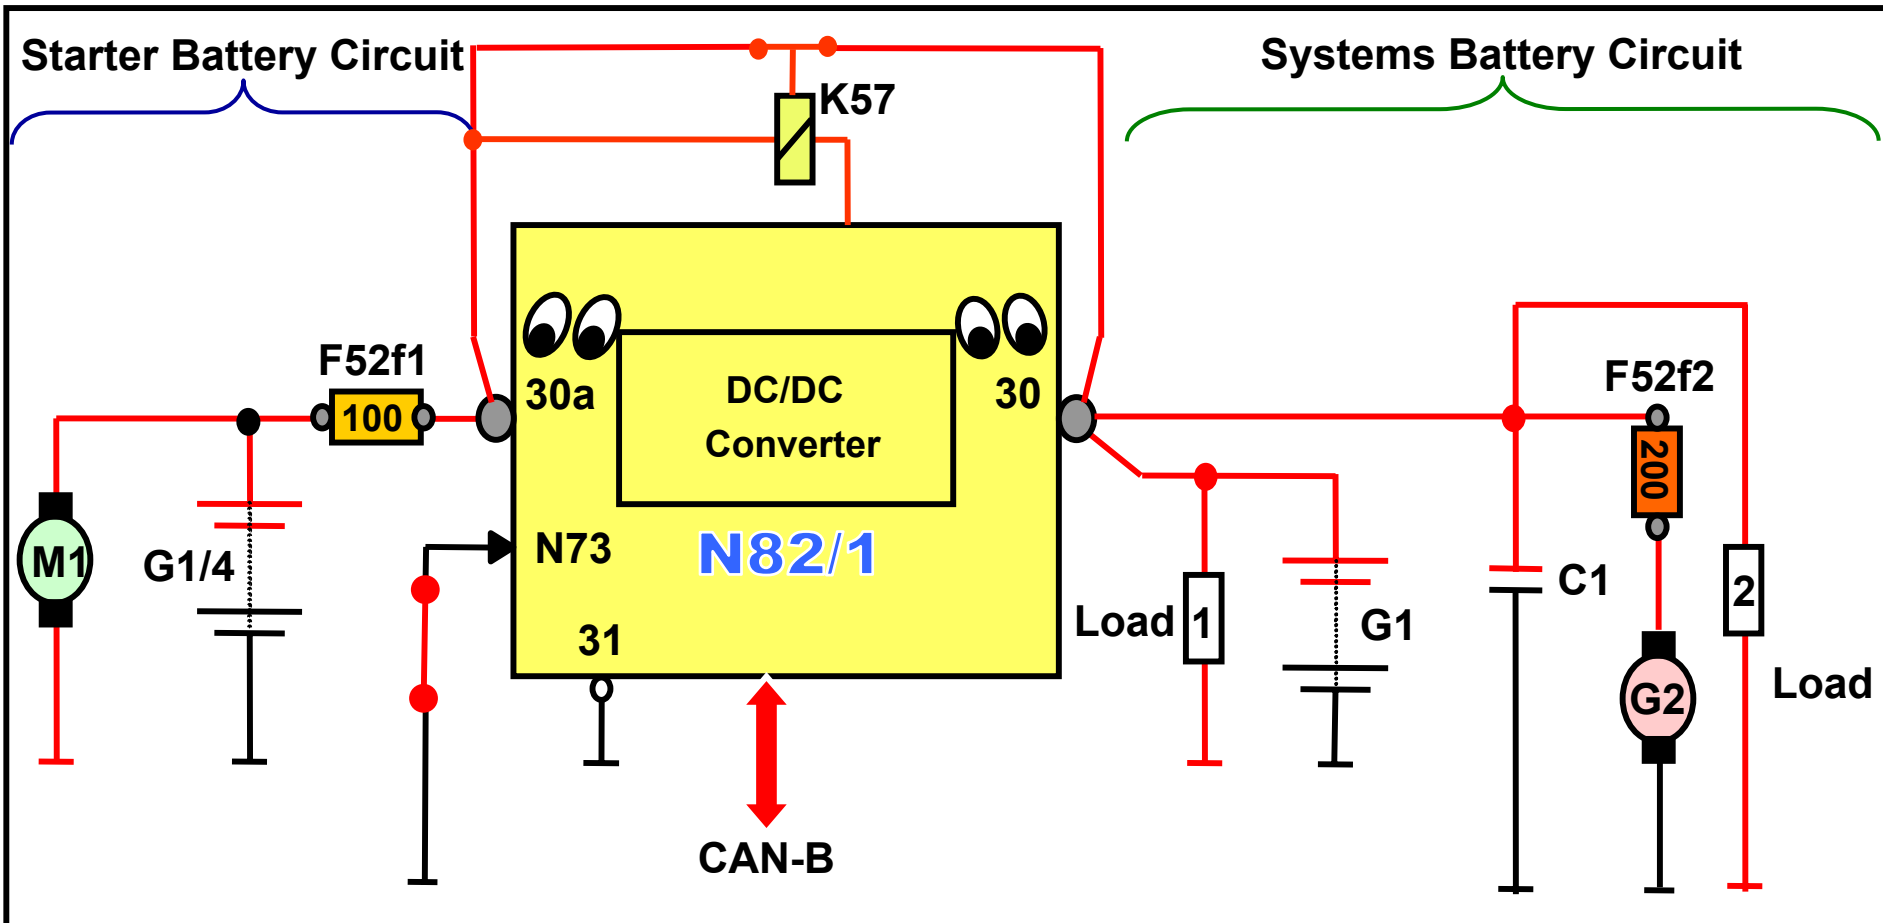 Starter Battery Circuit
Systems Battery Circuit
K57
F52f1
100
30a
DC/DC
Converter
30
F52f2
200
M1
G1/4
N73
N82/1
31
Load
1
G1
C1
2
G2
Load
CAN-B